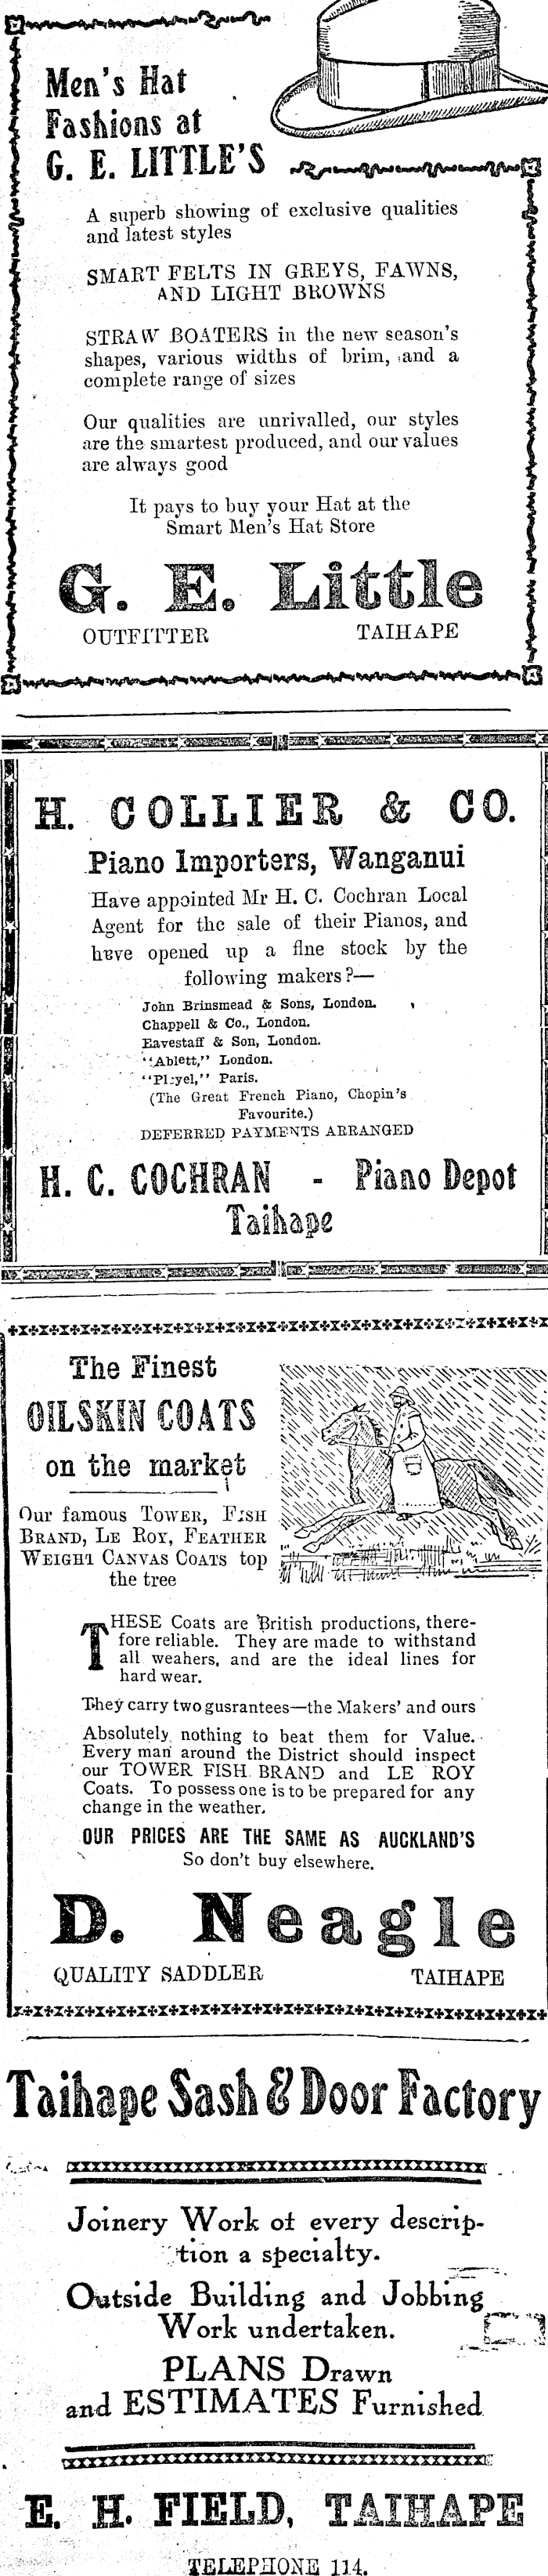 Men's Hat
Fashions at
G. E. LITTLE'S
A superb showing of exclusive qualities
and latest styles
SMART FELTS IN GREYS, FAWNS,
AND LIGHT BROWNS
STRAW BOATERS in the new season's
shapes, various widths of brim, and a
complete range of sizes
Our qualities are unrivalled, our styles
are the smartest produced, and our values
are always good
It pays to buy your Hat at the
Smart Men's Hat Store
G. E. Little
OUTFITTER TAIHAPE
H. COLLIER & CO.
Piano Importers, Wanganui
Have appointed Mr H. C. Cochran Local
Agent for the sale of their Pianos, and
have opened up a fine stock by the
following makers?—
John Brinsmead & Sons, London.
Chappell & Co., London.
Eavestaff & Son, London.
"Ablett," London.
"Pleyel," Paris.
(The Great French Piano, Chopin's
Favourite.)
DEFERRED PAYMENTS ARRANGED
H. C. COCHRAN - Piano Depot
Taihape
The Finest
OILSKIN COATS
on the market
Our famous TOWER, FISH
BRAND, LE ROY, FEATHER
WEIGHT CANVAS COATS top
the tree
THESE Coats are British productions, there-
fore reliable. They are made to withstand
all weahers, and are the ideal lines for
hard wear.
They carry two gusrantees—the Makers' and ours
Absolutely nothing to beat them for Value.
Every man around the District should inspect
our TOWER FISH BRAND and LE ROY
Coats. To possess one is to be prepared for any
change in the weather.
OUR PRICES ARE THE SAME AS AUCKLAND'S
So don't buy elsewhere.
D. Neagle
QUALITY SADDLER TAIHAPE
Taihape Sash & Door Factory
Joinery Work of every descrip-
tion a specialty.
Outside Building and Jobbing
Work undertaken.
PLANS Drawn
and ESTIMATES Furnished
E. H. FIELD, TAIHAPE
TELEPHONE 114.